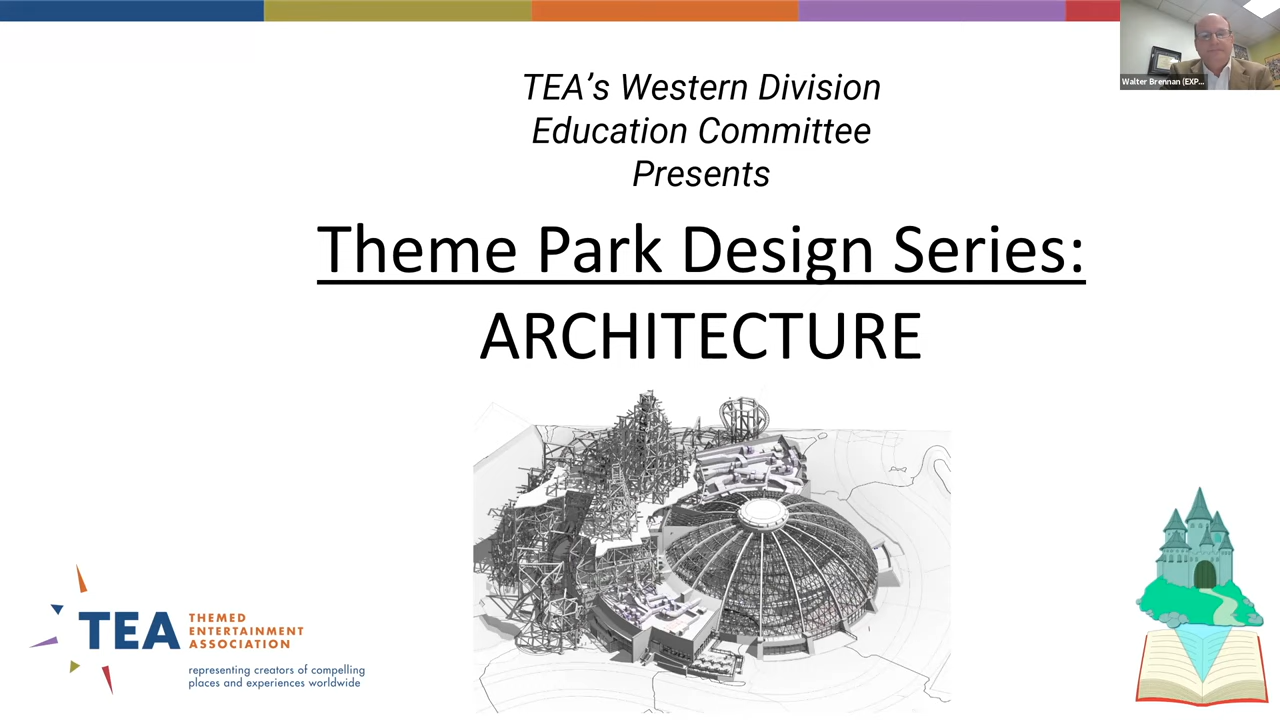 TEA's Western Division
Education Committee
Presents
Theme Park Design Series:
ARCHITECTURE
Walter Brennan (EXP...
TEA THEMED
ENTERTAINMENT
ASSOCIATION
representing creators of compelling
places and experiences worldwide